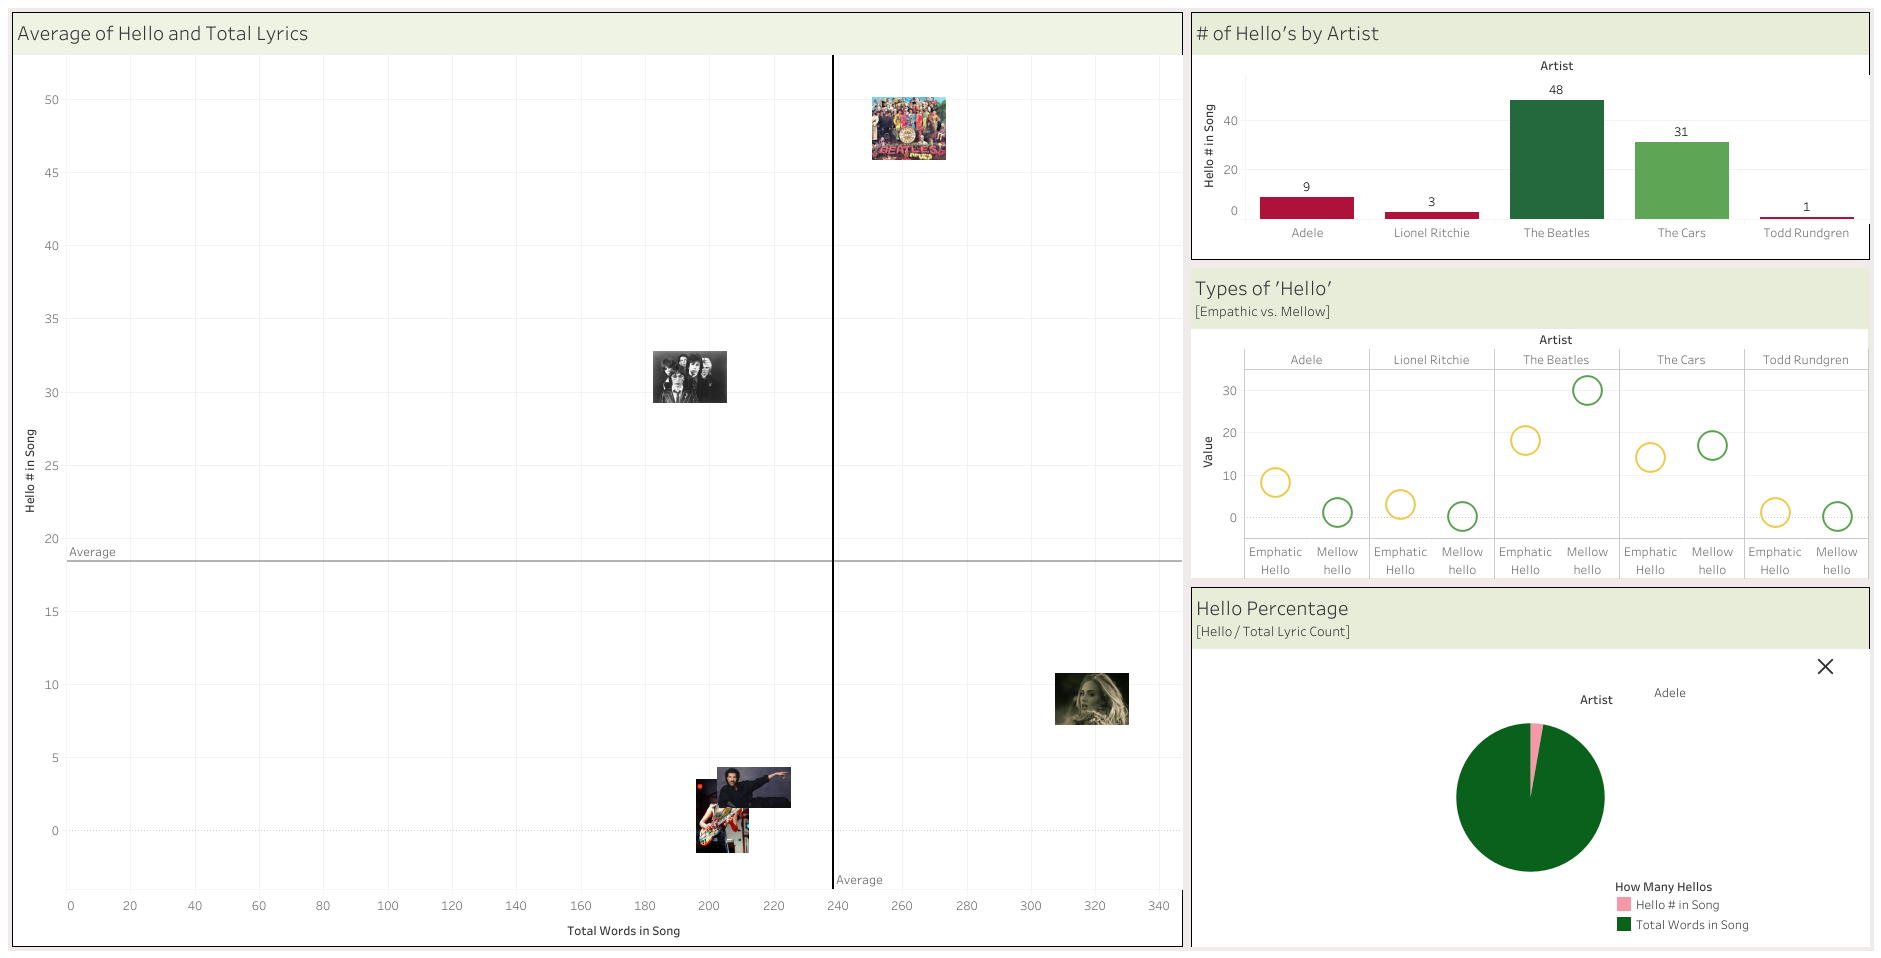 Average of Hello and Total Lyrics
50
45
40
35
30
25
20
15
10
5
0
Hello # in Song
Average
Average
BEATLES
0 20 40 60 80 100 120 140 160 180 200 220 240 260 280 300 320 340
Total Words in Song
# of Hello's by Artist
Artist
Hello # in Song
40
20
0
9 3 48 31 1
Adele Lionel Ritchie The Beatles The Cars Todd Rundgren
Types of 'Hello'
[Empathic vs. Mellow]
Artist
Adele Lionel Ritchie The Beatles The Cars Todd Rundgren
Value
30
20
10
0
Emphatic Mellow Emphatic Mellow Emphatic Mellow Emphatic Mellow Emphatic Mellow
Hello hello Hello hello Hello hello Hello hello Hello hello
Hello Percentage
[Hello / Total Lyric Count]
Artist Adele
How Many Hellos
Hello # in Song
Total Words in Song